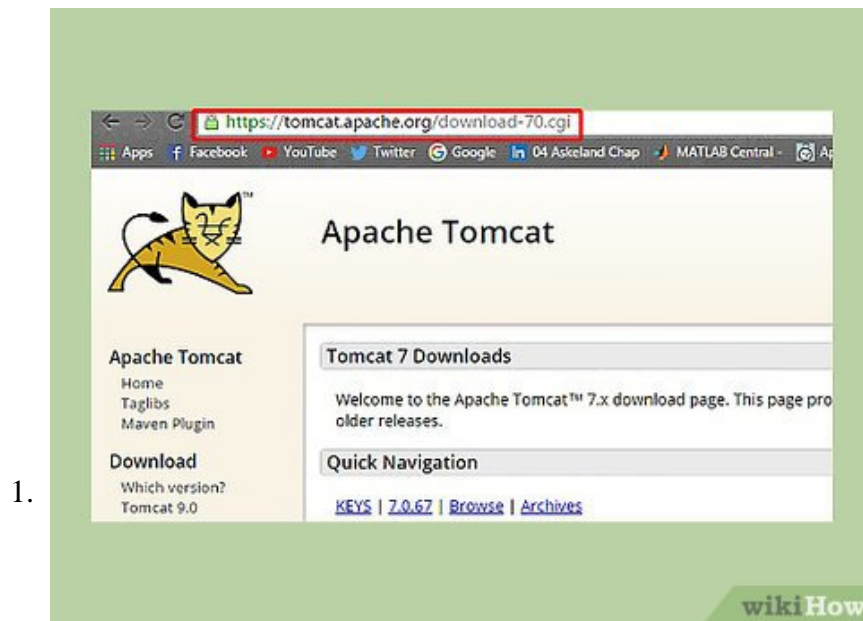 https://tomcat.apache.org/download-70.cgi
Apps Facebook YouTube Twitter Google 04 Askeland Chap MATLAB Central - Ap
TM
Apache Tomcat
Apache Tomcat
Home
Taglibs
Maven Plugin
Download
Which version?
Tomcat 9.0
Tomcat 7 Downloads
Welcome to the Apache Tomcat™ 7.x download page. This page pro
older releases.
Quick Navigation
KEYS | 7.0.67 | Browse | Archives
1.
wikiHow